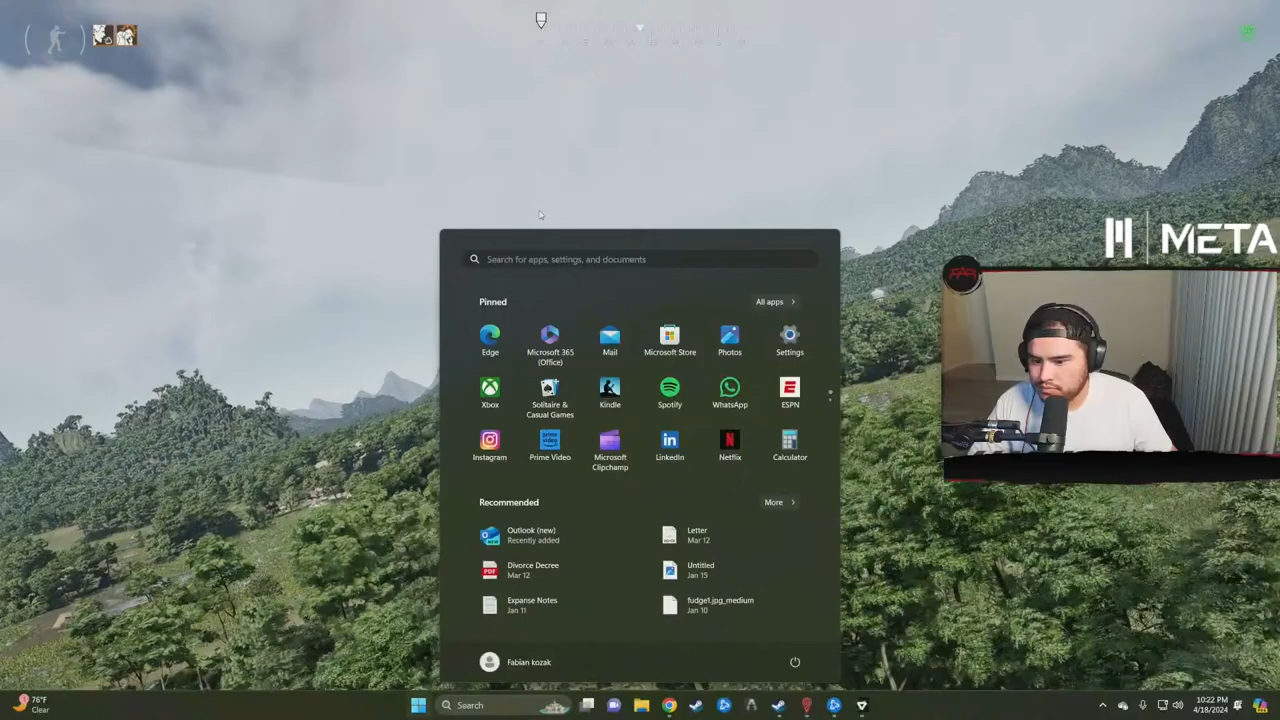 META
Search for apps, settings, and documents
Pinned
All apps
Edge
Microsoft 365 (Office)
Mail
Microsoft Store
Photos
Settings
Xbox
Solitaire & Casual Games
Kindle
Spotify
WhatsApp
ESPN
Instagram
Prime Video
Microsoft Clipchamp
LinkedIn
Netflix
Calculator
Recommended
More
Outlook (new)
Recently added
Letter
Mar 12
Divorce Decree
Mar 12
Untitled
Jan 15
Expanse Notes
Jan 11
fudge1.jpg_medium
Jan 10
Fabian kozak
76°F
Clear
Search
10:22 PM
4/18/2024